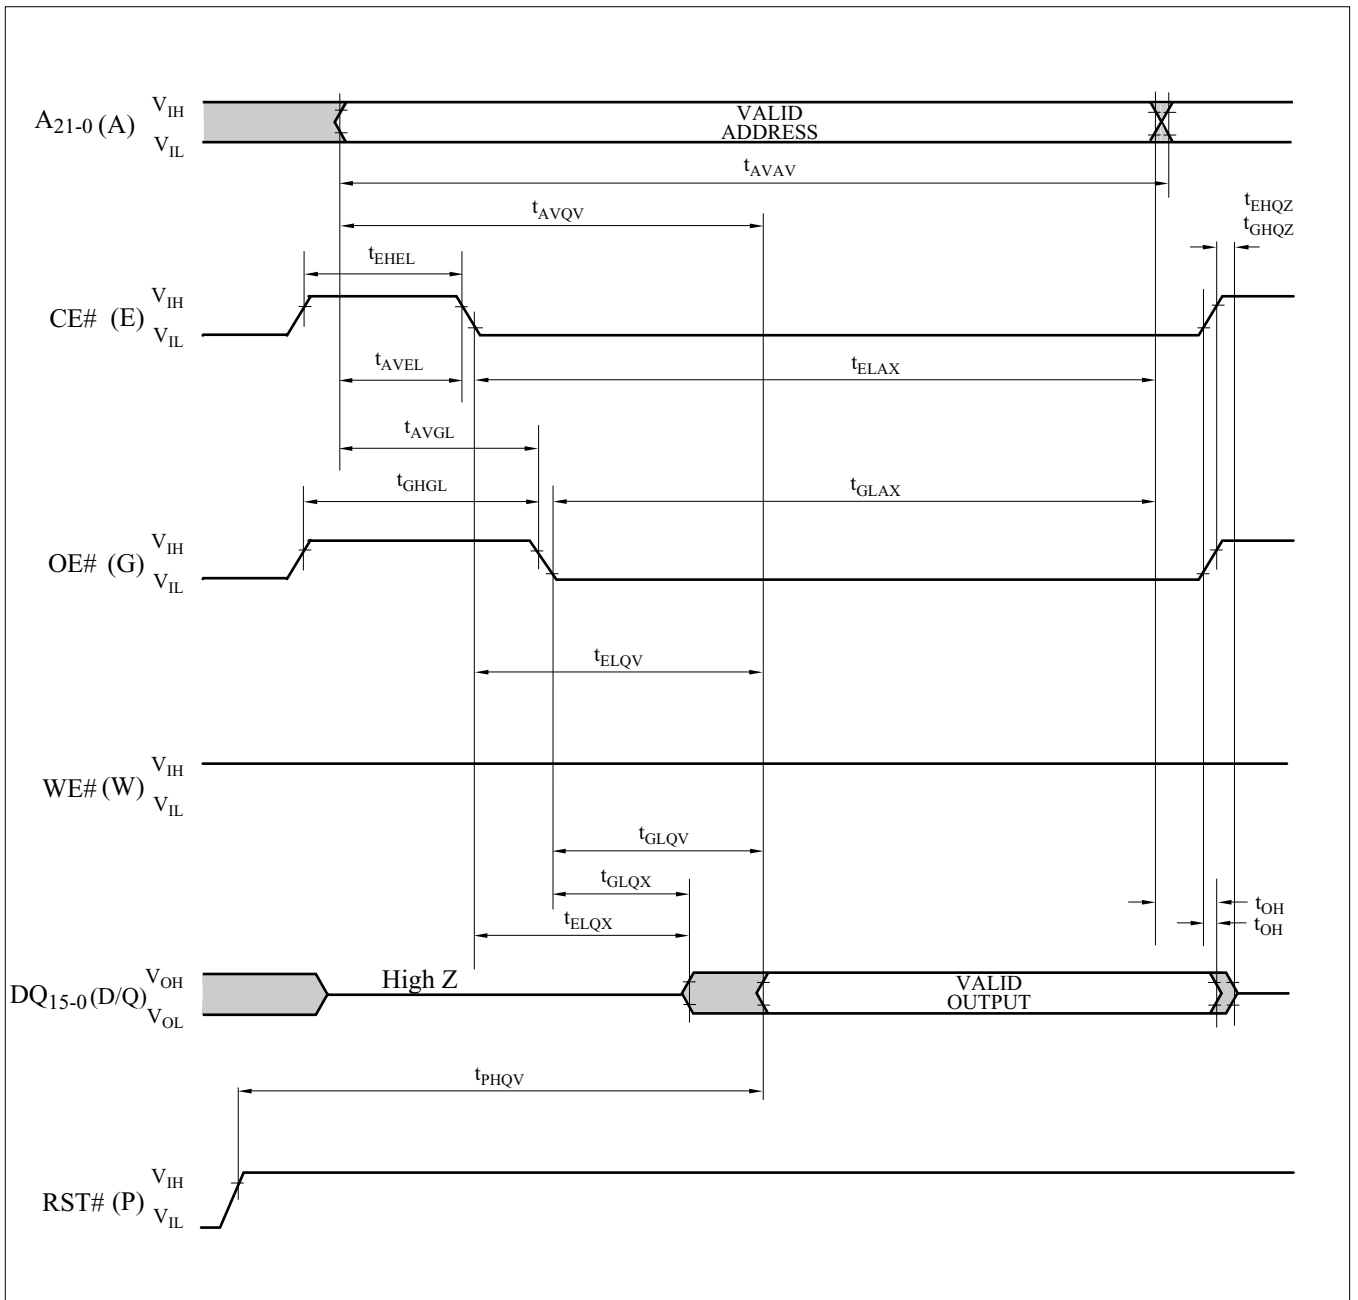 A21-0 (A) VIH VIL
VALID
ADDRESS
tAVAV
tAVQV
tEHQZ
tGHQZ
tEHEL
CE# (E) VIH VIL
tAVEL
tELAX
tAVGL
tGHGL
tGLAX
OE# (G) VIH VIL
tELQV
WE# (W) VIH VIL
tGLQV
tGLQX
tOH
tELQX
tOH
DQ15-0 (D/Q) VOH VOL
High Z
VALID
OUTPUT
tPHQV
RST# (P) VIH VIL